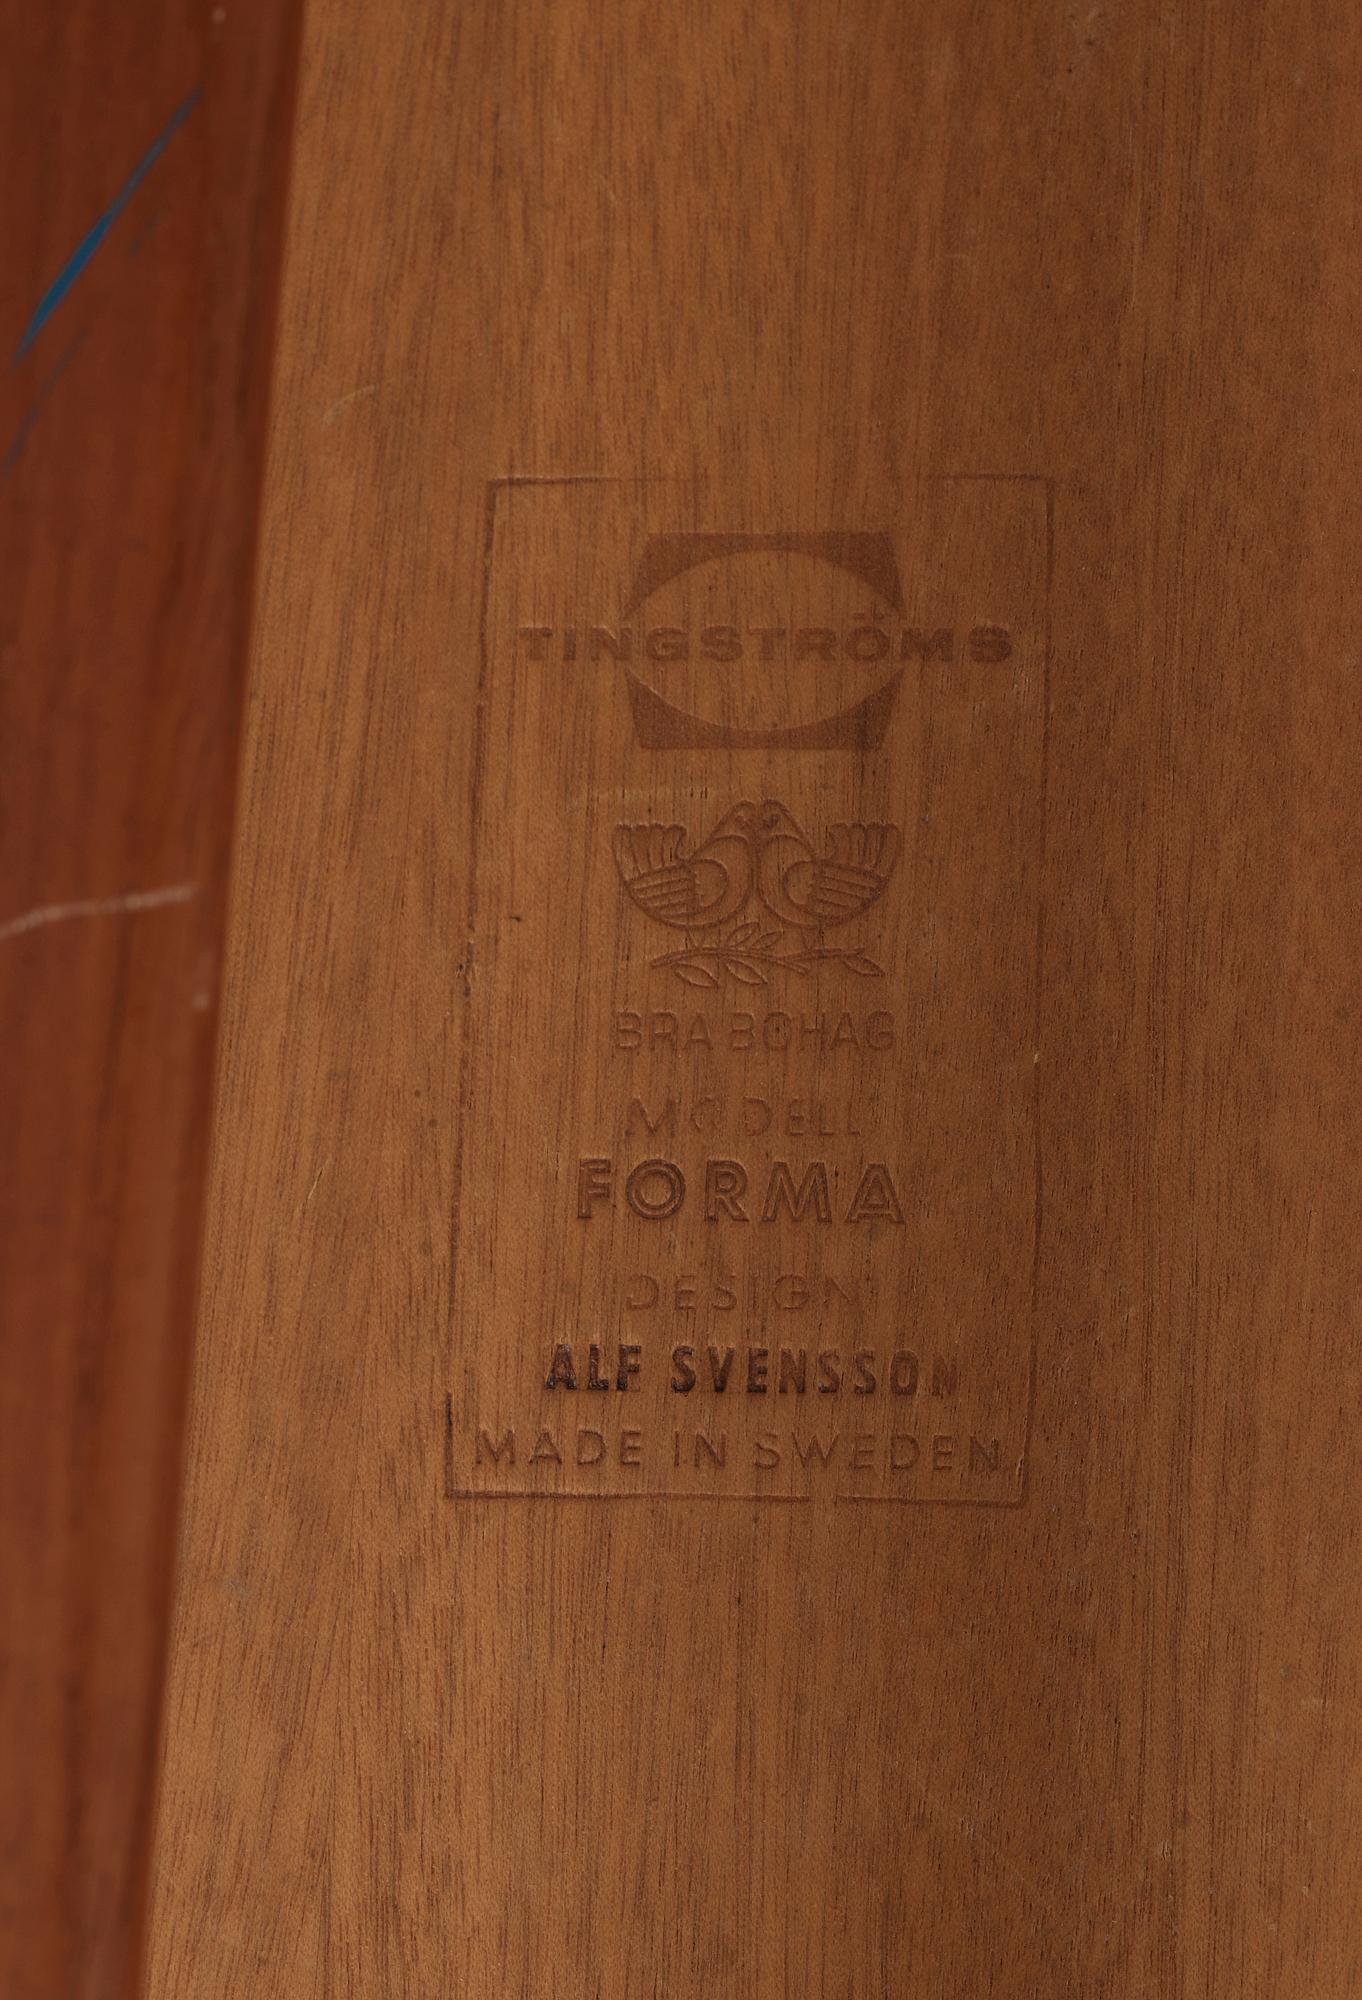 TINGSTRÖMS
BRA BOHAG
MODELL
FORMA
DESIGN
ALF SVENSSON
MADE IN SWEDEN